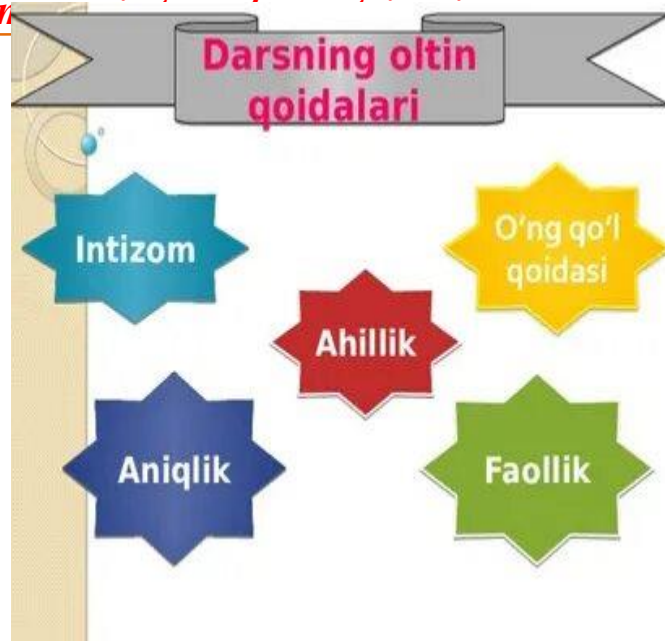 Darsning oltin
qoidalari
Intizom
O'ng qo'l
qoidasi
Ahillik
Aniqlik
Faollik